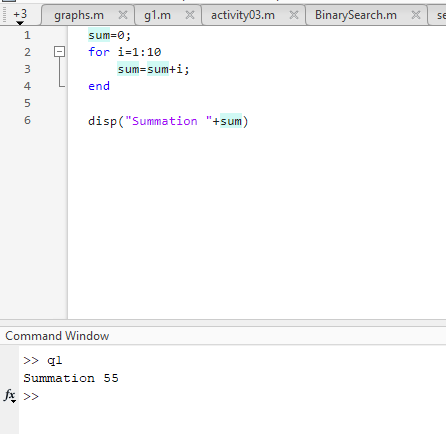 +3 graphs.m g1.m activity03.m BinarySearch.m se
1 sum=0;
2 for i=1:10
3 sum=sum+i;
4 end
5
6 disp("Summation "+sum)
Command Window
>> q1
Summation 55
fx >>